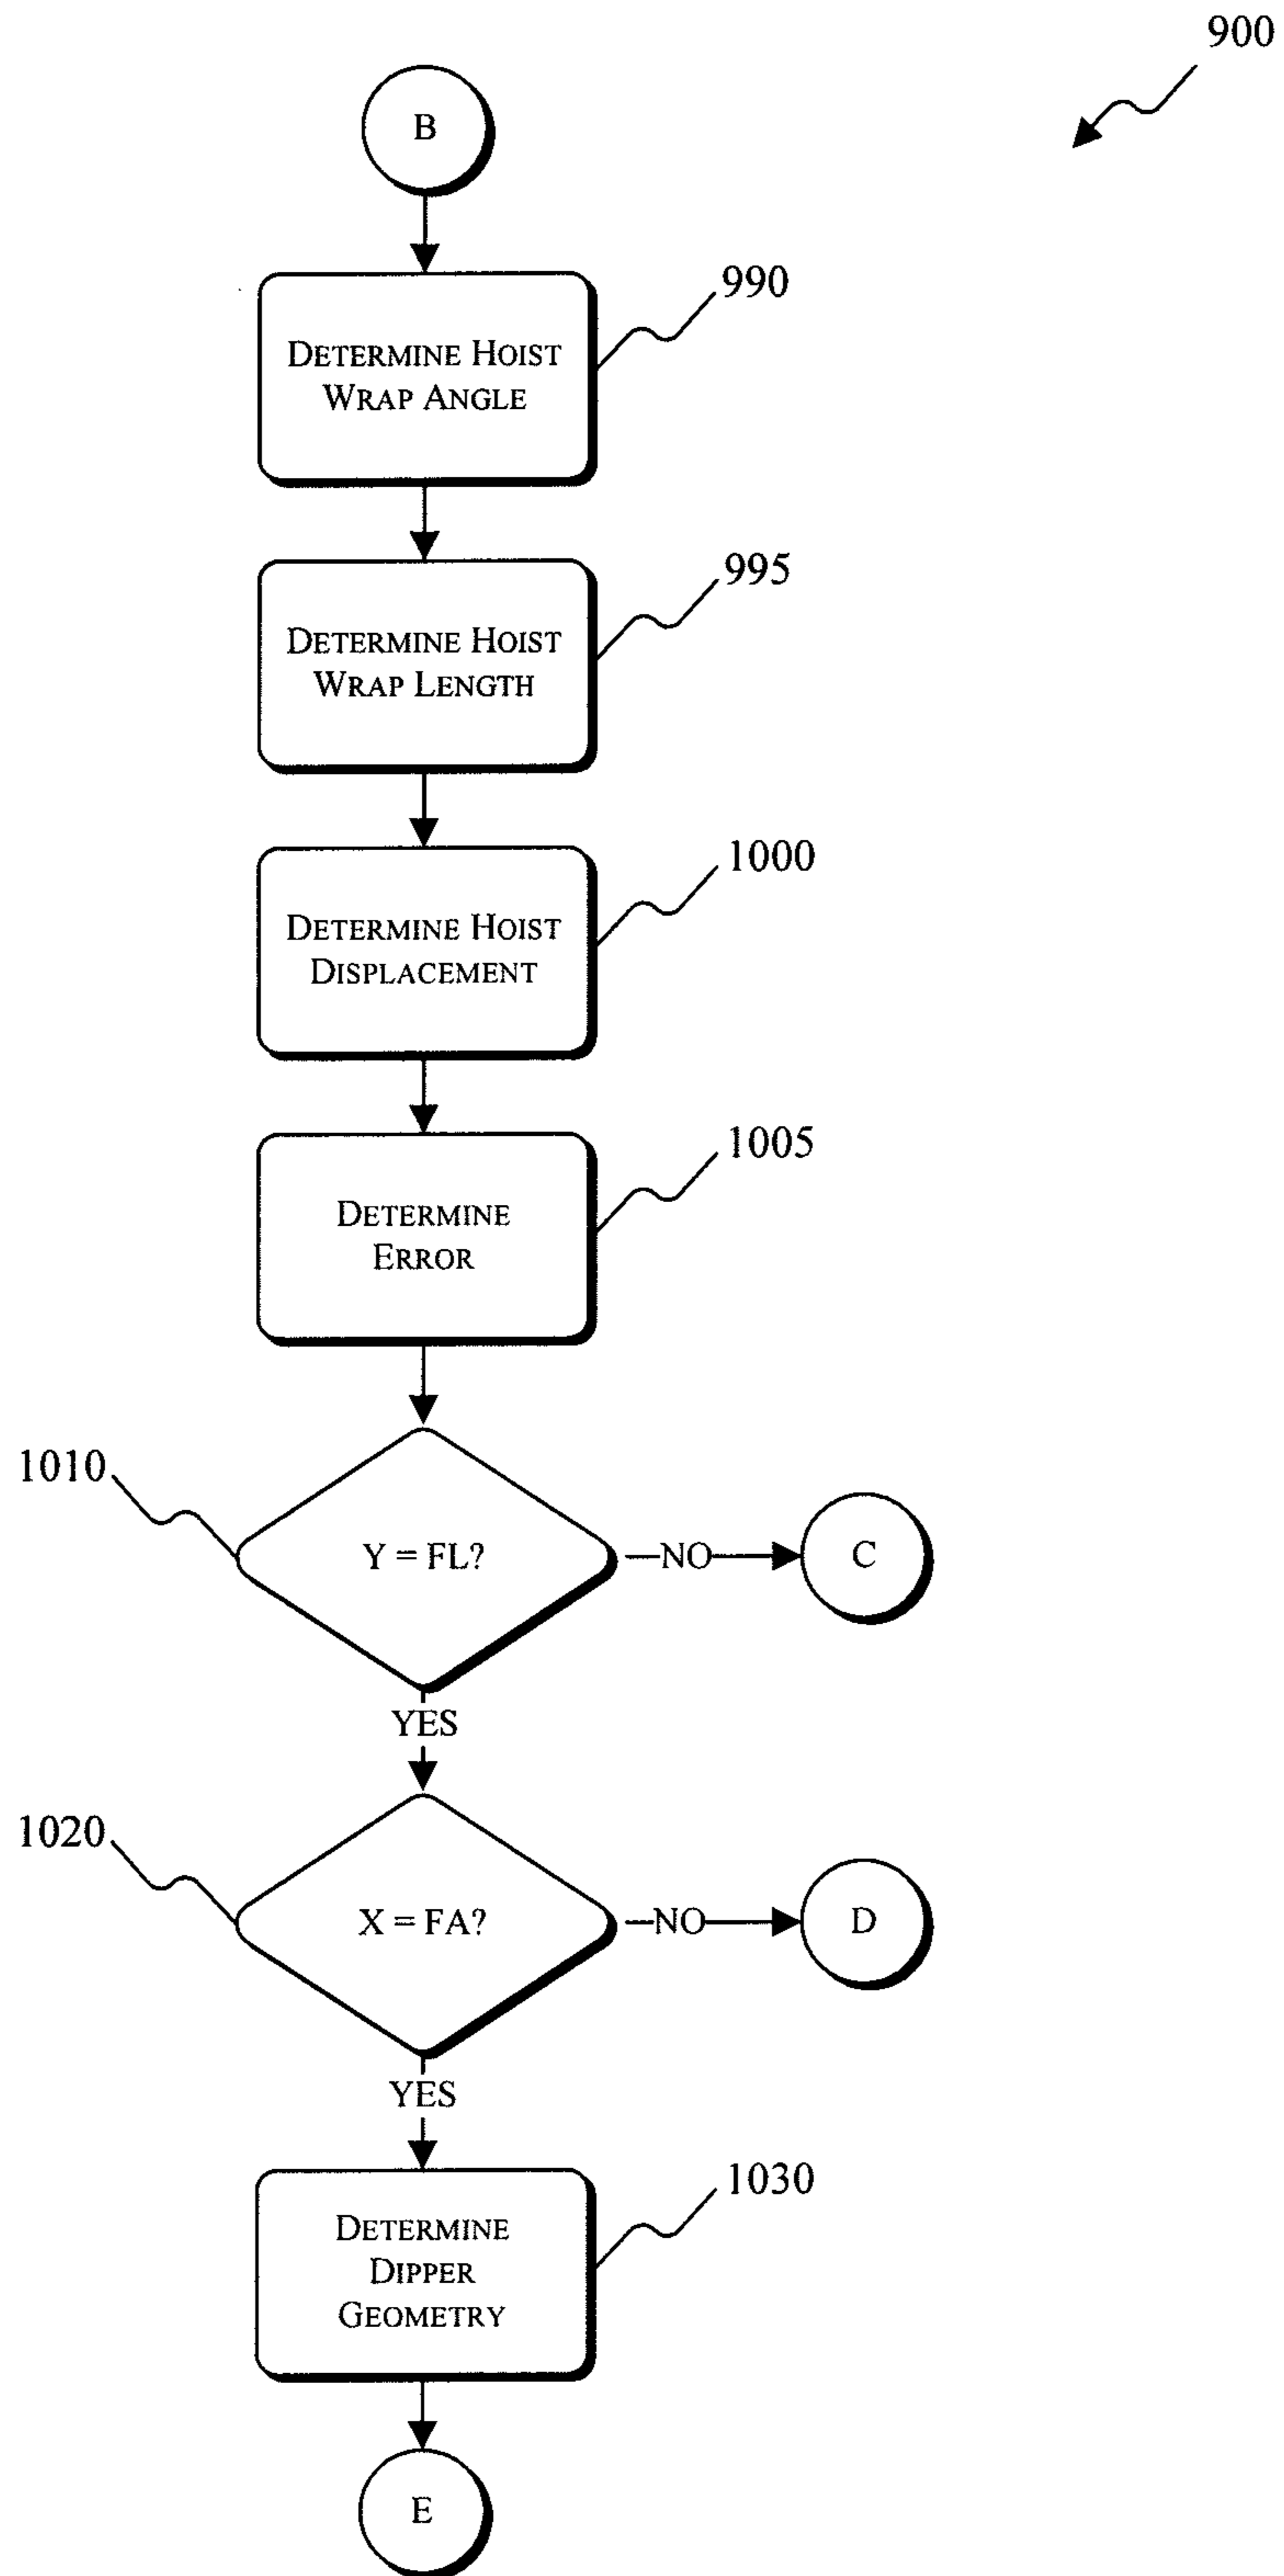 900
B
DETERMINE HOIST
WRAP ANGLE
990
DETERMINE HOIST
WRAP LENGTH
995
DETERMINE HOIST
DISPLACEMENT
1000
DETERMINE
ERROR
1005
1010
Y = FL?
NO
C
YES
1020
X = FA?
NO
D
YES
DETERMINE
DIPPER
GEOMETRY
1030
E